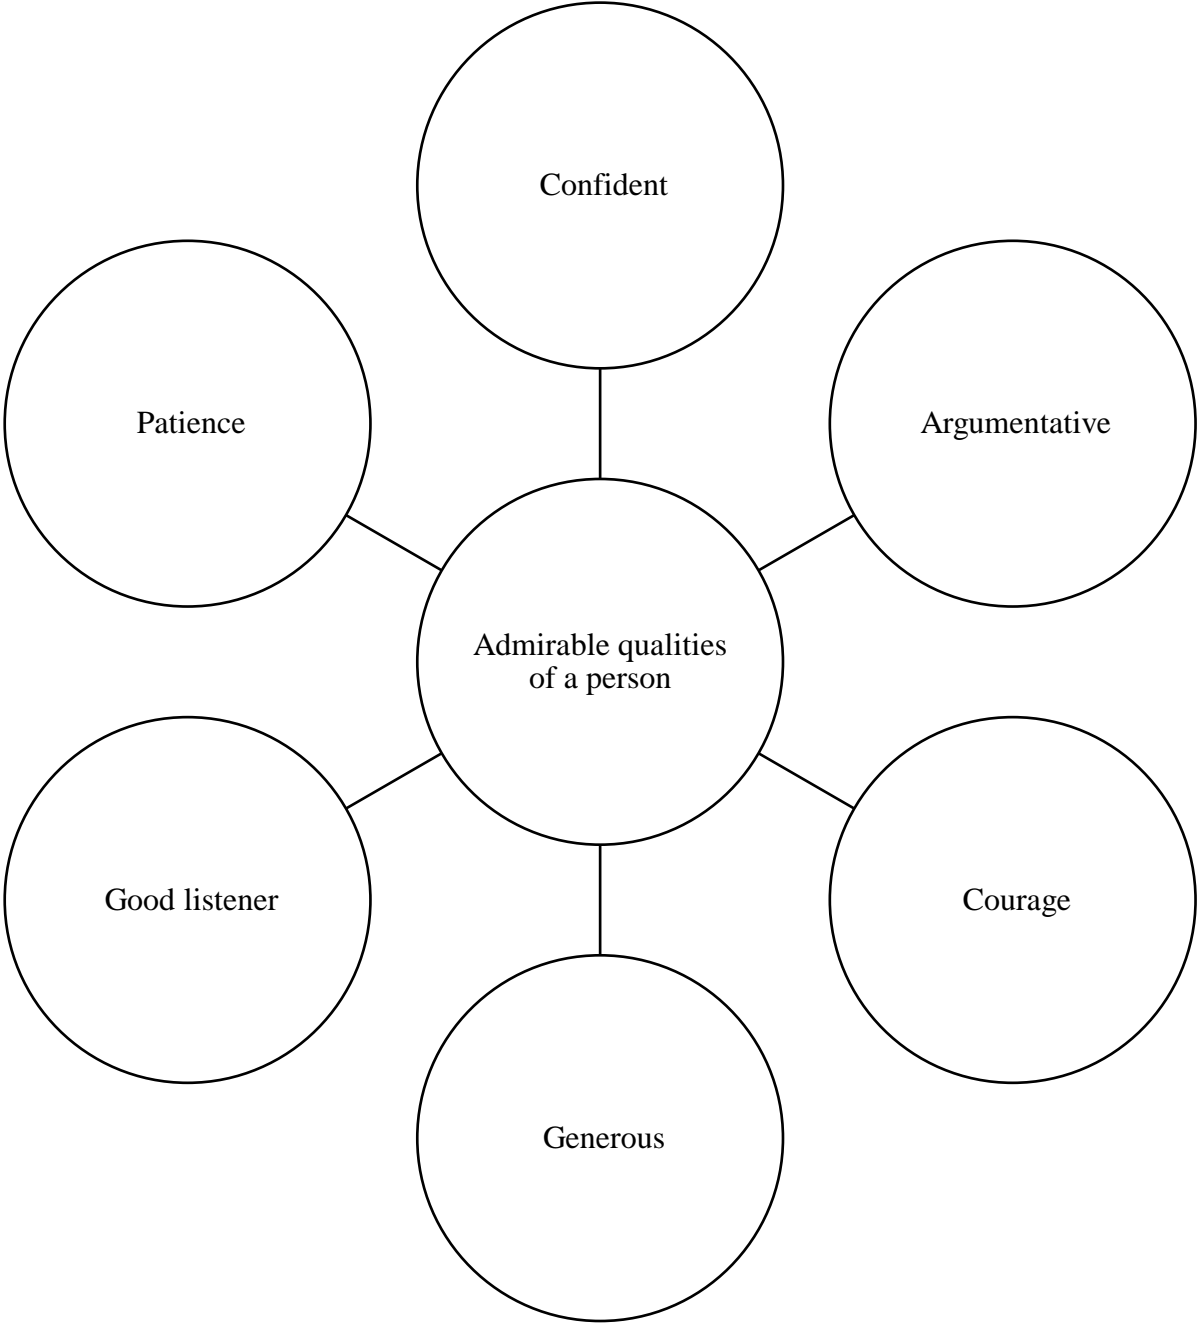 Confident
Patience
Argumentative
Admirable qualities
of a person
Good listener
Courage
Generous